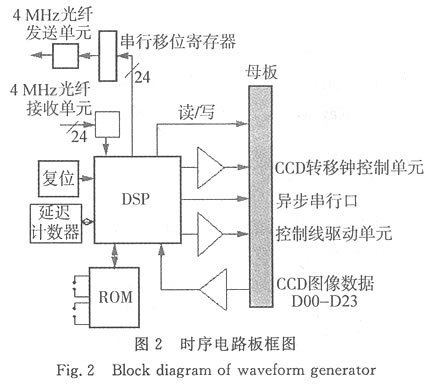 4 MHz光纤
发送单元
串行移位寄存器
24
4 MHz光纤
接收单元
24
母板
读/写
复位
DSP
CCD转移钟控制单元
异步串行口
延迟
计数器
控制线驱动单元
ROM
CCD图像数据
D00-D23
图 2 时序电路板框图
Fig. 2 Block diagram of waveform generator